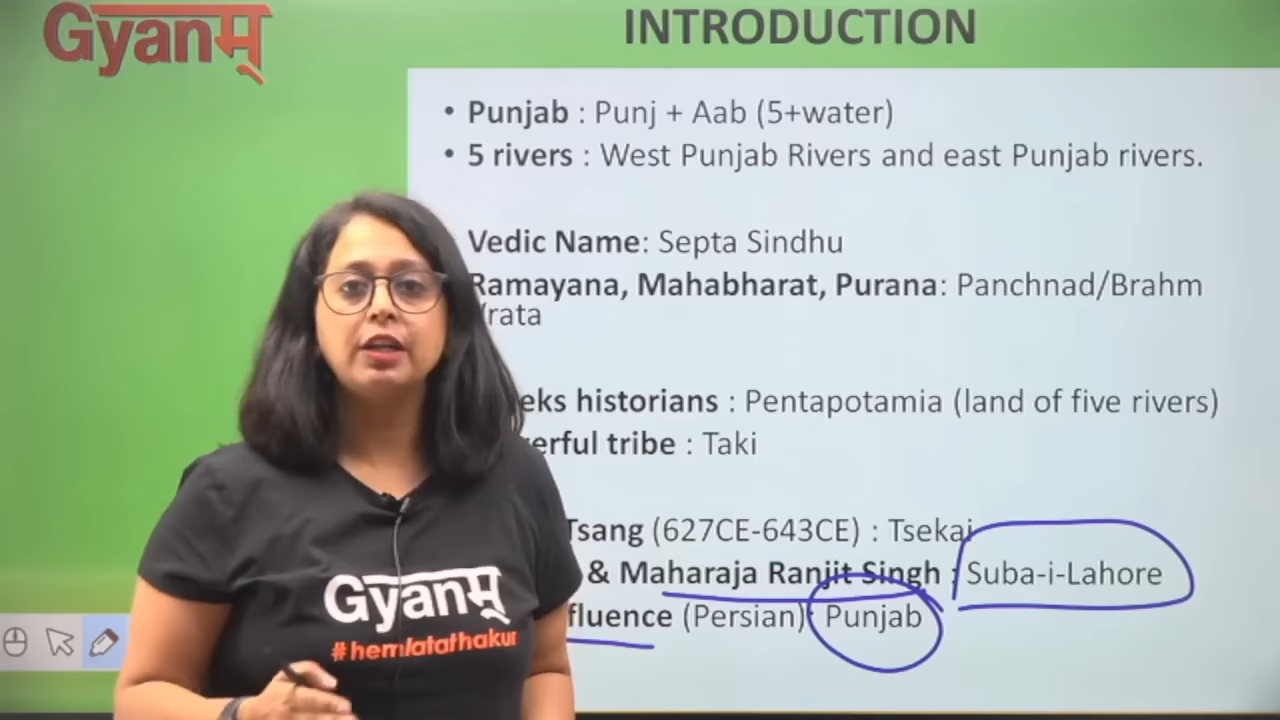 Gyanम्
INTRODUCTION
• Punjab : Punj + Aab (5+water)
• 5 rivers : West Punjab Rivers and east Punjab rivers.
Vedic Name: Septa Sindhu
Ramayana, Mahabharat, Purana: Panchnad/Brahm
rata
eks historians : Pentapotamia (land of five rivers)
erful tribe : Taki
Tsang (627CE-643CE) : Tsekai
& Maharaja Ranjit Singh : Suba-i-Lahore
fluence (Persian) Punjab
Gyanम्
#hemlatathakur